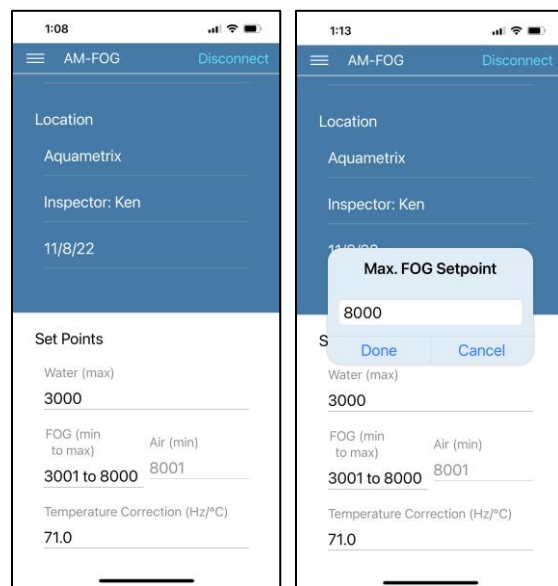 1:08
AM-FOG Disconnect
Location
Aquametrix
Inspector: Ken
11/8/22
Set Points
Water (max)
3000
FOG (min
to max)
3001 to 8000
Air (min)
8001
Temperature Correction (Hz/°C)
71.0
1:13
AM-FOG Disconnect
Location
Aquametrix
Inspector: Ken
11/8/22
Max. FOG Setpoint
8000
Done Cancel
S
Water (max)
3000
FOG (min
to max)
3001 to 8000
Air (min)
8001
Temperature Correction (Hz/°C)
71.0